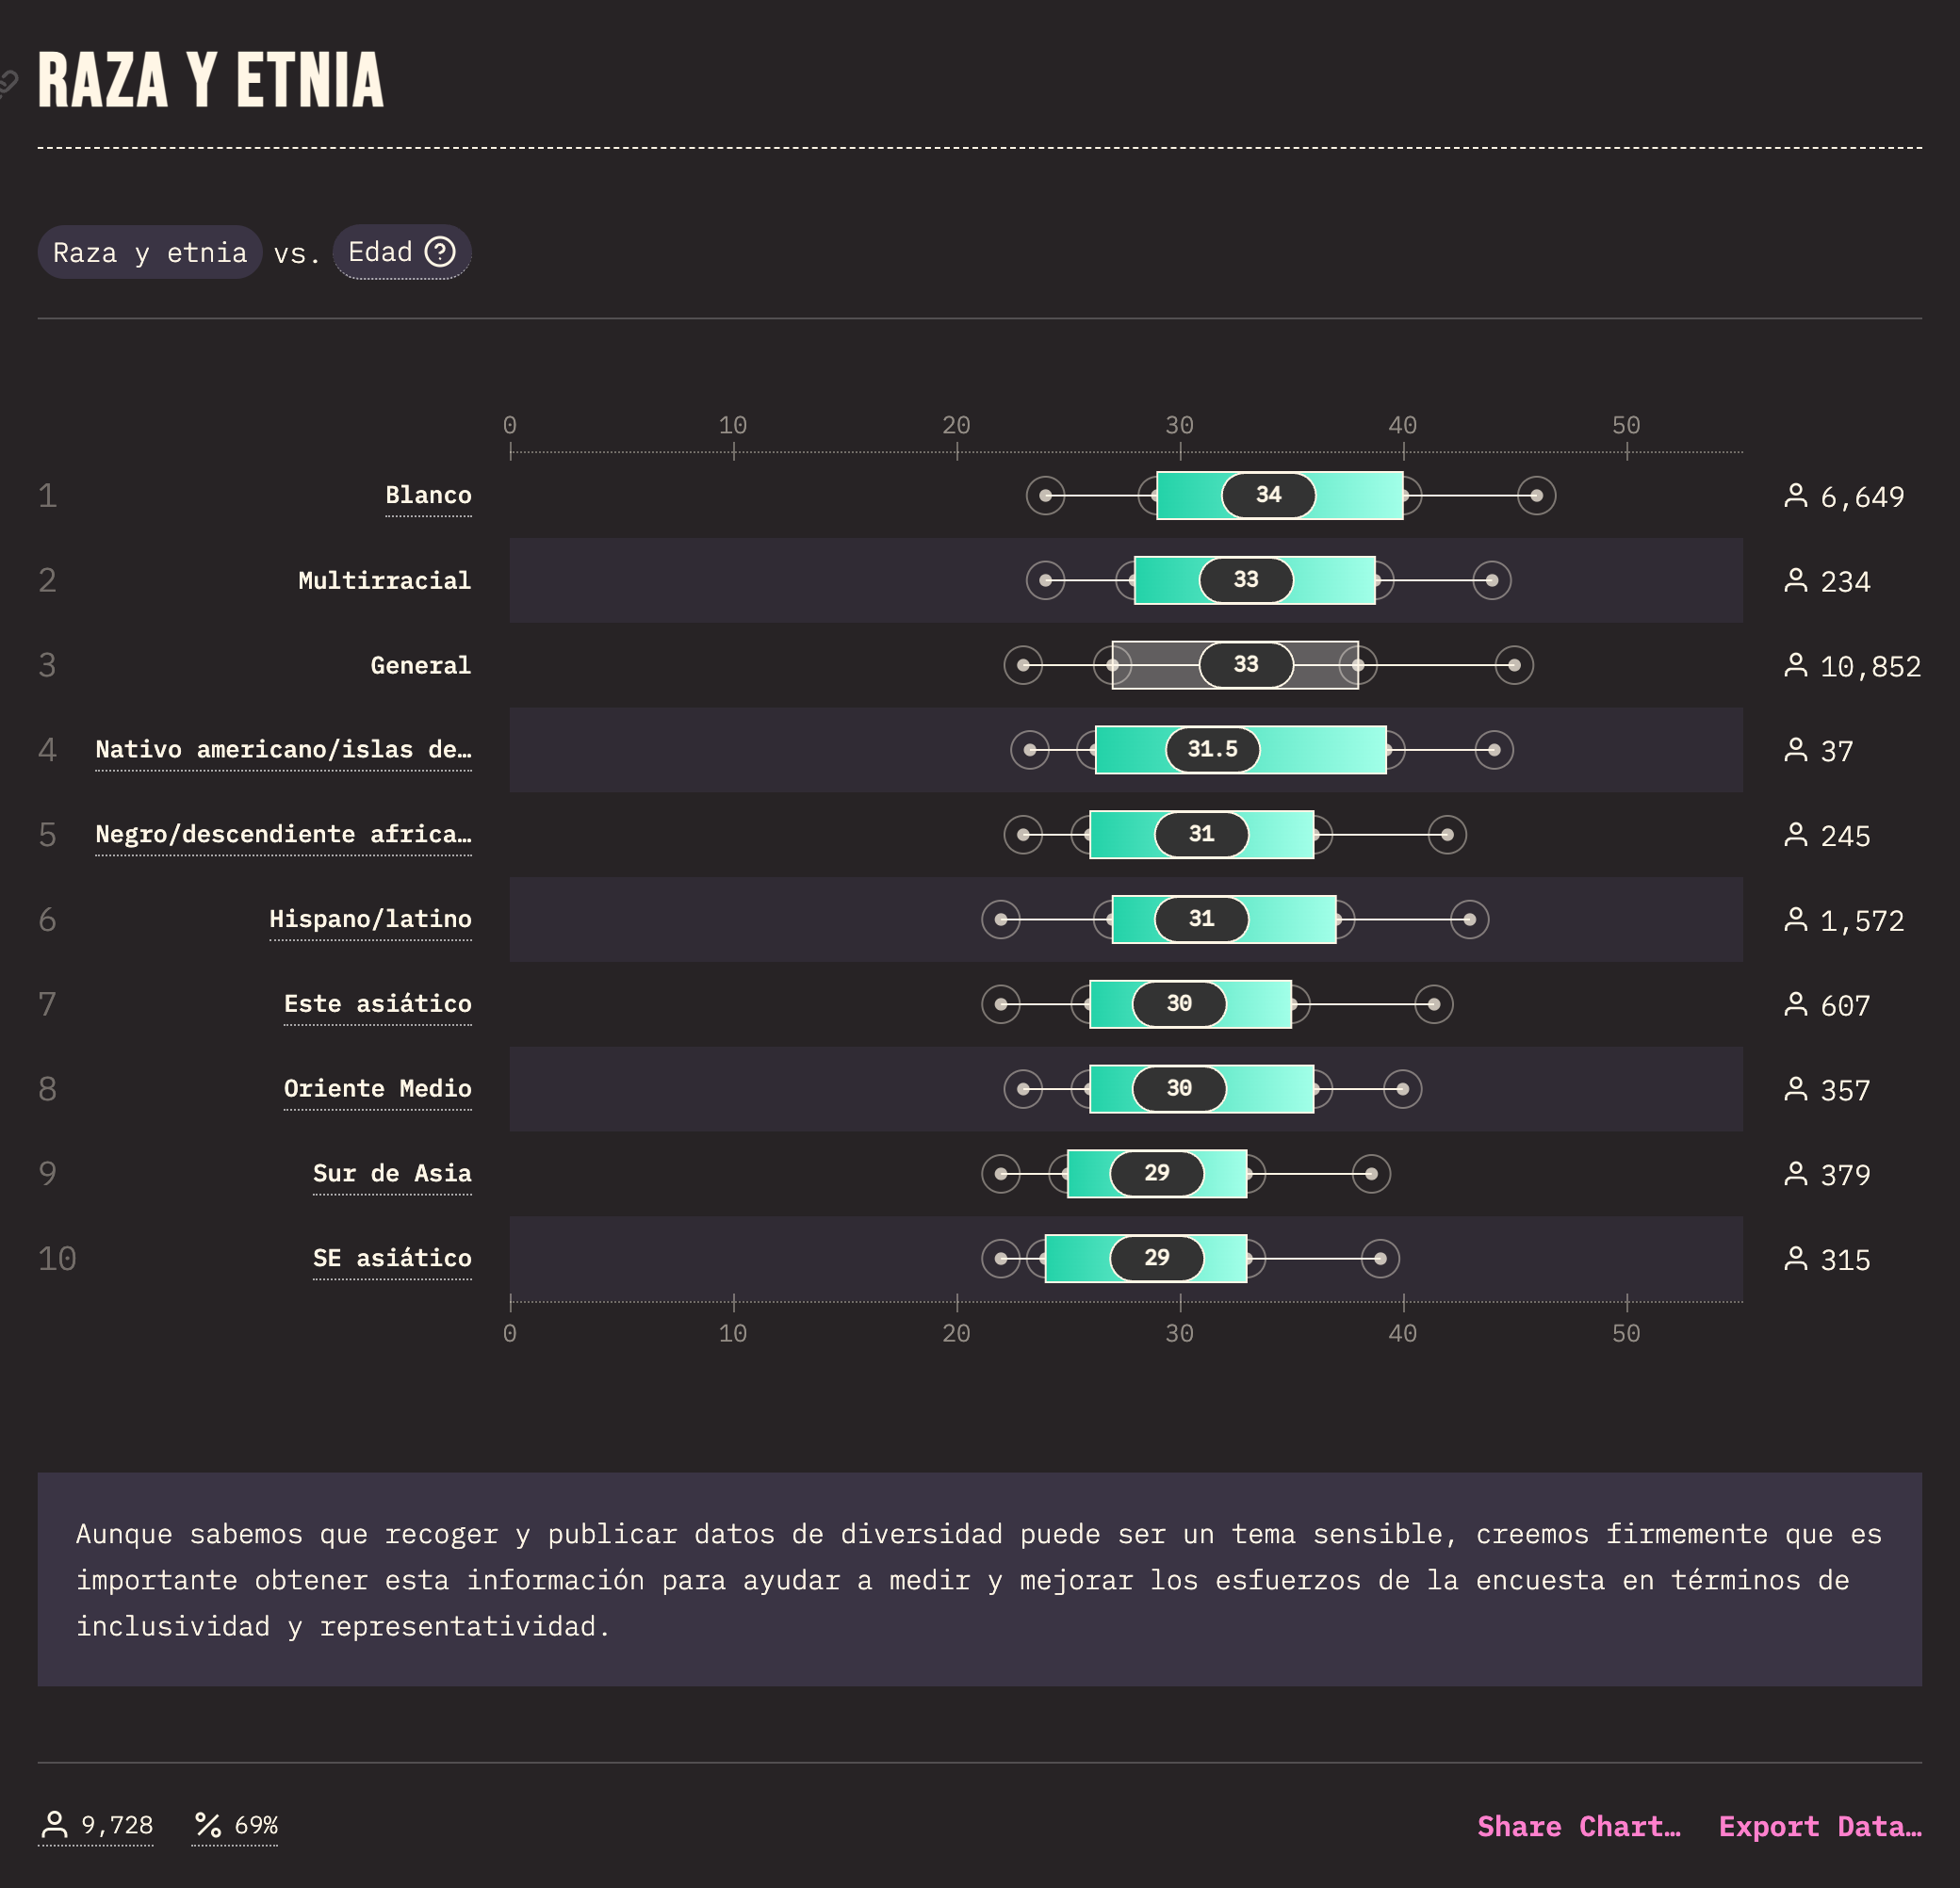 RAZA Y ETNIA
Raza y etnia vs. Edad ?
0 10 20 30 40 50
1 Blanco 34 6,649
2 Multirracial 33 234
3 General 33 10,852
4 Nativo americano/islas de… 31.5 37
5 Negro/descendiente africa… 31 245
6 Hispano/latino 31 1,572
7 Este asiático 30 607
8 Oriente Medio 30 357
9 Sur de Asia 29 379
10 SE asiático 29 315
0 10 20 30 40 50
Aunque sabemos que recoger y publicar datos de diversidad puede ser un tema sensible, creemos firmemente que es
importante obtener esta información para ayudar a medir y mejorar los esfuerzos de la encuesta en términos de
inclusividad y representatividad.
9,728 % 69% Share Chart… Export Data…